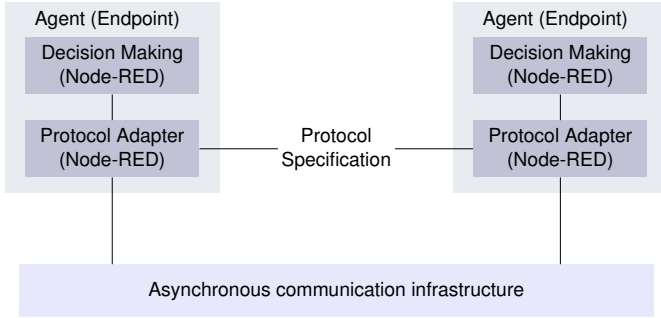 Agent (Endpoint)
Decision Making
(Node-RED)
Protocol Adapter
(Node-RED)
Protocol
Specification
Agent (Endpoint)
Decision Making
(Node-RED)
Protocol Adapter
(Node-RED)
Asynchronous communication infrastructure